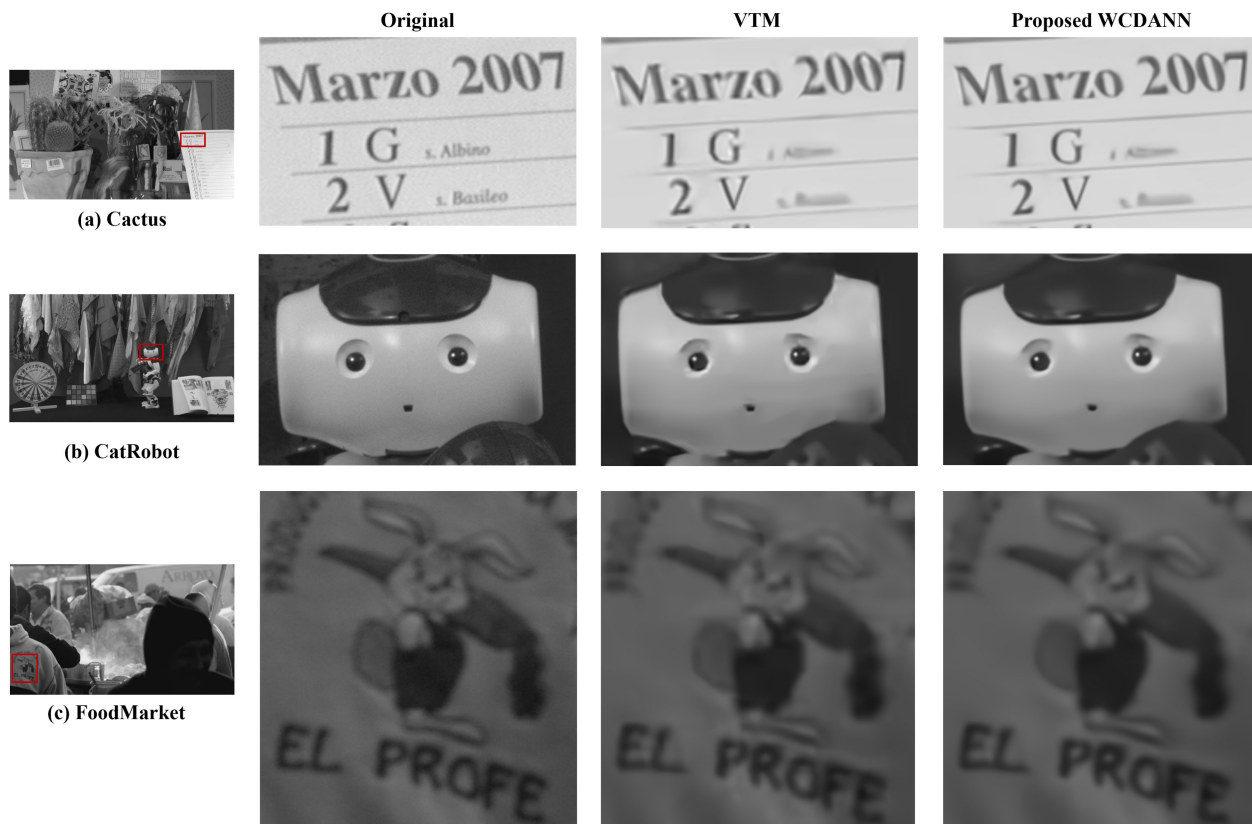 Original VTM Proposed WCDANN
Marzo 2007 Marzo 2007 Marzo 2007
1 G s. Albino 1 G 1 G
2 V s. Basileo 2 V 2 V
(a) Cactus
(b) CatRobot
ARRUNO
EL PROFE EL PROFE EL PROFE
(c) FoodMarket